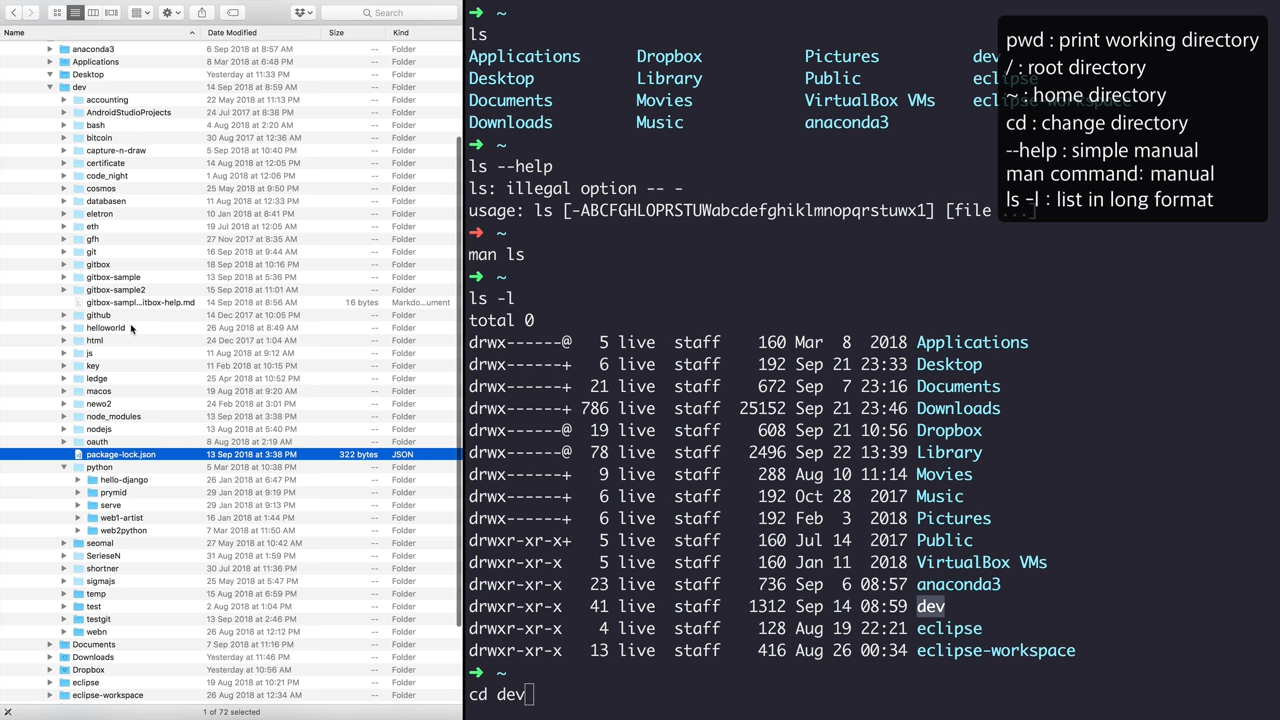 Search
Name Date Modified Size Kind
anaconda3 6 Sep 2018 at 8:57 AM -- Folder
Applications 8 Mar 2018 at 6:48 PM -- Folder
Desktop Yesterday at 11:33 PM -- Folder
dev 14 Sep 2018 at 8:59 AM -- Folder
accounting 22 May 2018 at 11:13 PM -- Folder
AndroidStudioProjects 24 Jul 2017 at 8:38 AM -- Folder
bash 4 Aug 2018 at 2:20 AM -- Folder
bitcoin 30 Aug 2017 at 12:36 AM -- Folder
capture-n-draw 5 Sep 2018 at 10:40 PM -- Folder
certificate 14 Aug 2018 at 12:05 PM -- Folder
code_night 1 Aug 2018 at 12:06 PM -- Folder
cosmos 25 May 2018 at 9:50 PM -- Folder
databasen 11 Aug 2018 at 12:33 PM -- Folder
eletron 10 Jan 2018 at 8:41 PM -- Folder
eth 19 Jul 2018 at 12:05 AM -- Folder
gfh 27 Nov 2017 at 8:35 AM -- Folder
git 16 Sep 2018 at 9:44 AM -- Folder
gitbox 18 Sep 2018 at 10:16 PM -- Folder
gitbox-sample 13 Sep 2018 at 5:36 PM -- Folder
gitbox-sample2 15 Sep 2018 at 11:01 AM -- Folder
gitbox-sampl...itbox-help.md 14 Sep 2018 at 8:56 AM 16 bytes Markdo...ument
github 14 Dec 2017 at 10:05 PM -- Folder
helloworld 26 Aug 2018 at 8:49 AM -- Folder
html 24 Dec 2017 at 1:04 AM -- Folder
js 11 Aug 2018 at 9:12 AM -- Folder
key 11 Feb 2018 at 10:15 PM -- Folder
ledge 25 Apr 2018 at 10:52 AM -- Folder
macos 19 Aug 2018 at 9:20 AM -- Folder
newo2 24 Feb 2018 at 3:01 PM -- Folder
node_modules 13 Sep 2018 at 3:38 PM -- Folder
nodejs 13 Aug 2018 at 5:40 PM -- Folder
oauth 8 Aug 2018 at 2:19 AM -- Folder
package-lock.json 13 Sep 2018 at 3:38 PM 322 bytes JSON
python 5 Mar 2018 at 10:38 PM -- Folder
hello-django 26 Jan 2018 at 6:47 PM -- Folder
prymid 29 Jan 2018 at 9:19 PM -- Folder
serve 29 Jan 2018 at 9:13 PM -- Folder
web1-artist 16 Jan 2018 at 1:44 PM -- Folder
web2python 7 Mar 2018 at 11:50 AM -- Folder
seomal 27 May 2018 at 10:42 AM -- Folder
SerieseN 31 Aug 2018 at 1:59 PM -- Folder
shortner 30 Jul 2018 at 11:36 PM -- Folder
sigmajs 25 May 2018 at 5:47 PM -- Folder
temp 15 Aug 2018 at 1:31 PM -- Folder
test 2 Aug 2018 at 1:04 PM -- Folder
testgit 13 Sep 2018 at 2:46 PM -- Folder
webn 26 Aug 2018 at 12:12 PM -- Folder
Documents 7 Sep 2018 at 11:16 PM -- Folder
Downloads Yesterday at 11:46 PM -- Folder
Dropbox Yesterday at 10:56 AM -- Folder
eclipse 19 Aug 2018 at 10:21 PM -- Folder
eclipse-workspace 26 Aug 2018 at 12:34 AM -- Folder
1 of 72 selected
➜ ~
ls
Applications Dropbox Pictures dev
Desktop Library Public eclipse
Documents Movies VirtualBox VMs eclipse-workspace
Downloads Music anaconda3
➜ ~
ls --help
ls: illegal option -- -
usage: ls [-ABCFGHLOPRSTUWabcdefghiklmnopqrstuwx1] [file ...]
➜ ~
man ls
➜ ~
ls -l
total 0
drwx------@ 5 live staff 160 Mar 8 2018 Applications
drwx------+ 6 live staff 192 Sep 21 23:33 Desktop
drwx------+ 21 live staff 672 Sep 7 23:16 Documents
drwx------+ 786 live staff 25152 Sep 21 23:46 Downloads
drwx------@ 19 live staff 608 Sep 21 10:56 Dropbox
drwx------@ 78 live staff 2496 Sep 22 13:39 Library
drwx------+ 9 live staff 288 Aug 10 11:14 Movies
drwx------+ 6 live staff 192 Oct 28 2017 Music
drwx------+ 6 live staff 192 Feb 3 2018 Pictures
drwxr-xr-x+ 5 live staff 160 Jul 14 2017 Public
drwxr-xr-x 5 live staff 160 Jan 11 2018 VirtualBox VMs
drwxr-xr-x 23 live staff 736 Sep 6 08:57 anaconda3
drwxr-xr-x 41 live staff 1312 Sep 14 08:59 dev
drwxr-xr-x 4 live staff 128 Aug 19 22:21 eclipse
drwxr-xr-x 13 live staff 416 Aug 26 00:34 eclipse-workspace
➜ ~
cd dev
pwd : print working directory
/ : root directory
~ : home directory
cd : change directory
--help : simple manual
man command: manual
ls -l : list in long format